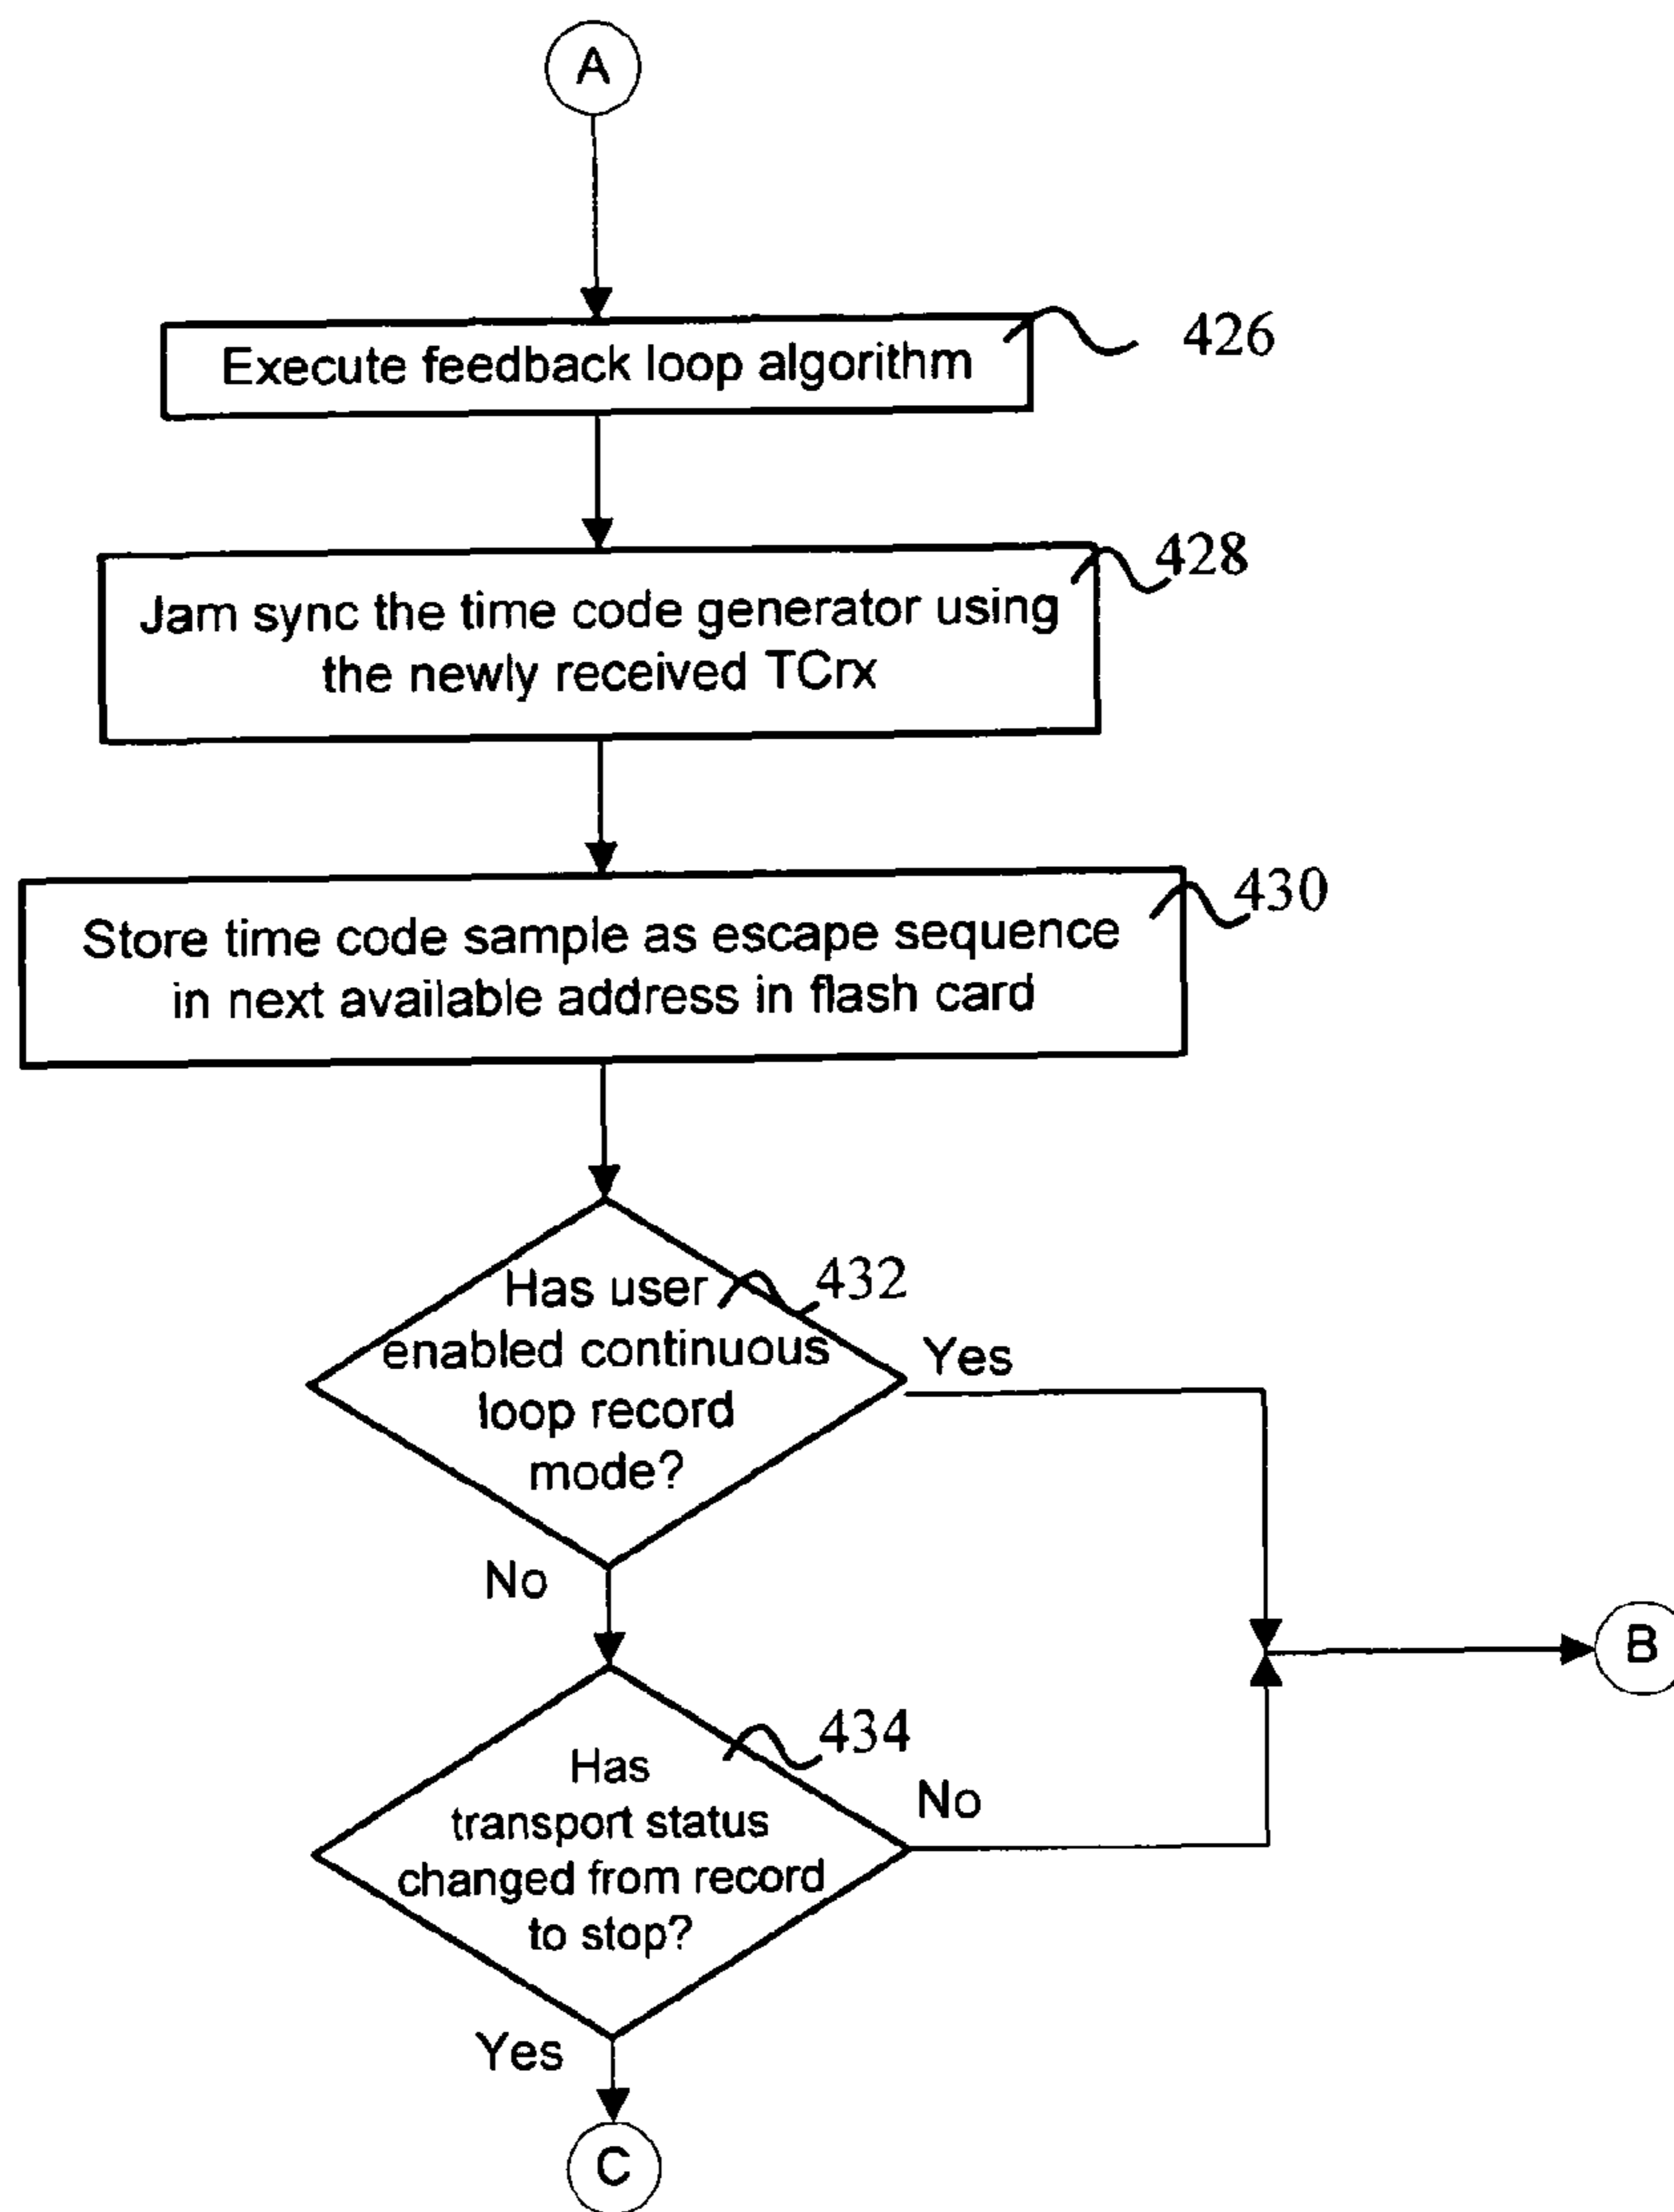 A
Execute feedback loop algorithm
426
Jam sync the time code generator using
the newly received TCrx
428
Store time code sample as escape sequence
in next available address in flash card
430
Has user
enabled continuous
loop record
mode?
432
Yes
No
B
Has
transport status
changed from record
to stop?
434
No
Yes
C